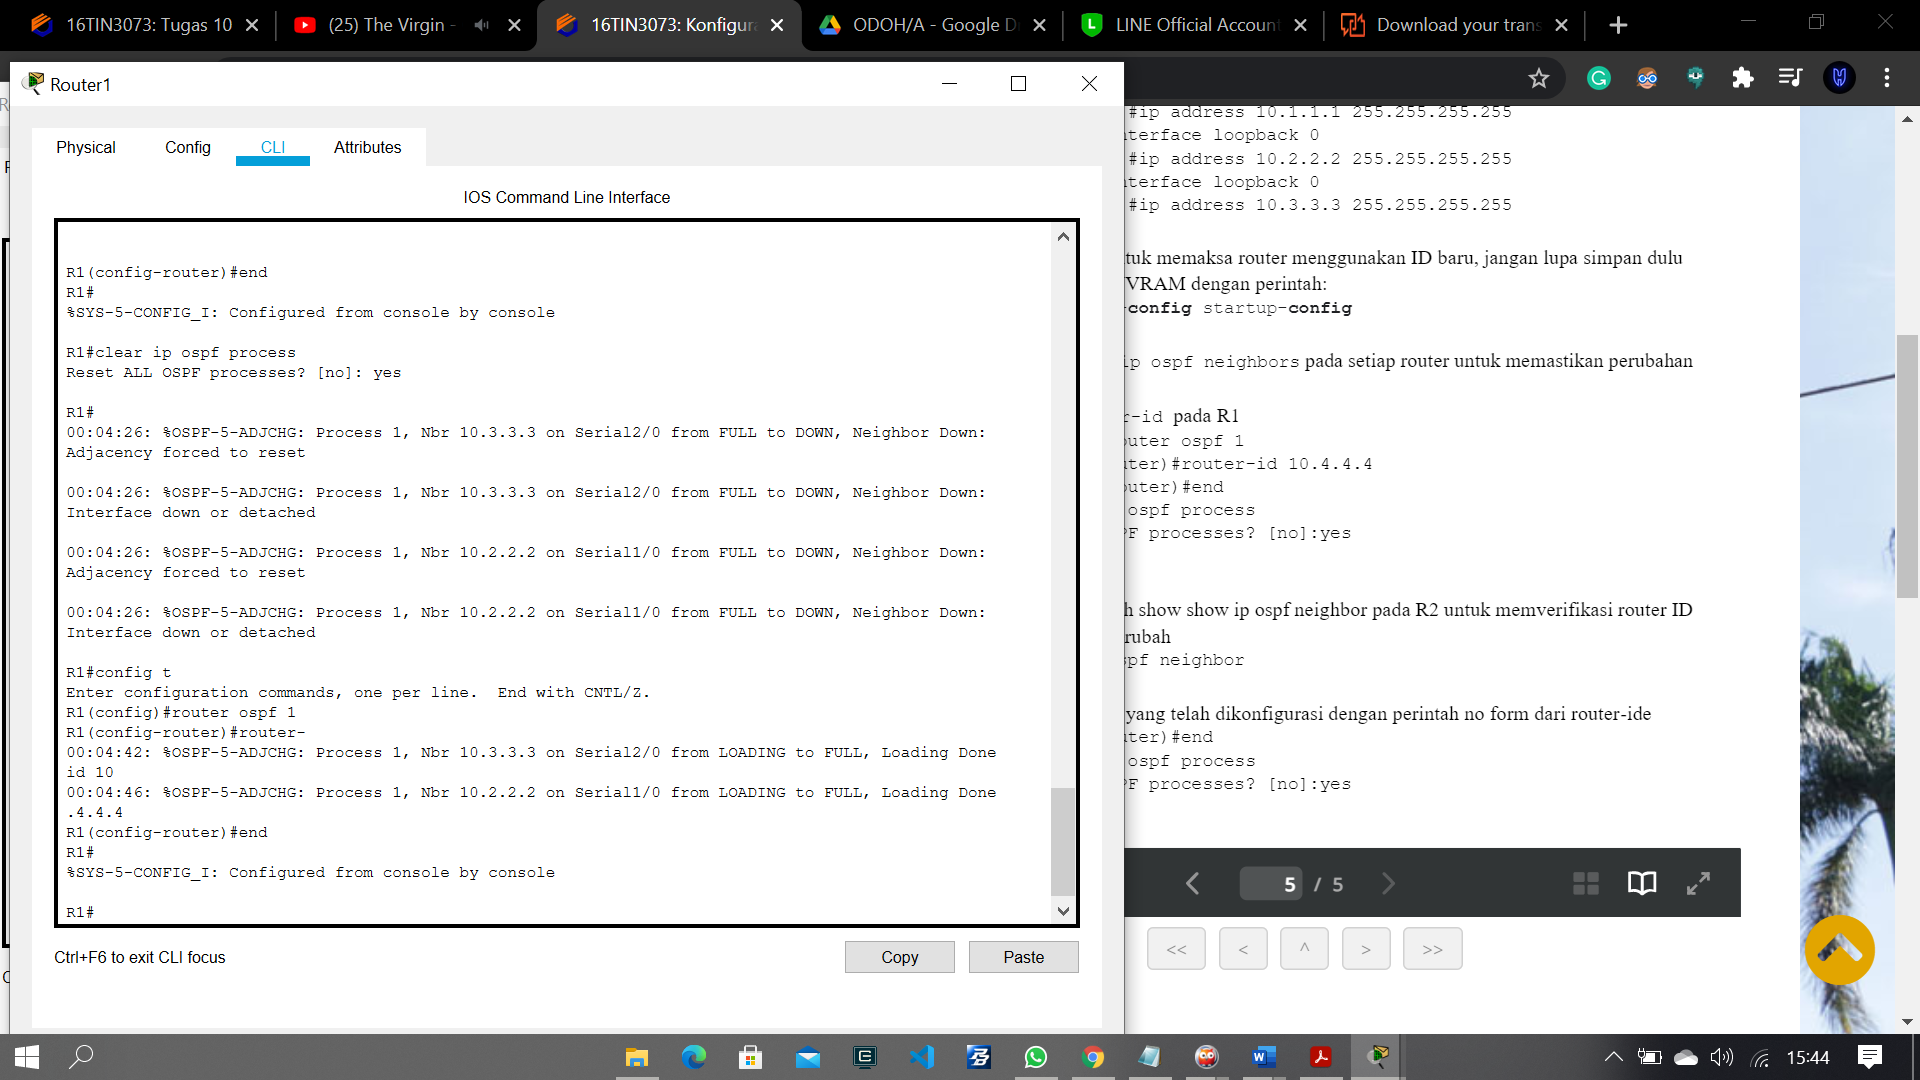 16TIN3073: Tugas 10
(25) The Virgin -
16TIN3073: Konfigura
ODOH/A - Google D
LINE Official Account
Download your trans
Router1
Physical
Config
CLI
Attributes
IOS Command Line Interface
R1(config-router)#end
R1#
%SYS-5-CONFIG_I: Configured from console by console
R1#clear ip ospf process
Reset ALL OSPF processes? [no]: yes
R1#
00:04:26: %OSPF-5-ADJCHG: Process 1, Nbr 10.3.3.3 on Serial2/0 from FULL to DOWN, Neighbor Down:
Adjacency forced to reset
00:04:26: %OSPF-5-ADJCHG: Process 1, Nbr 10.3.3.3 on Serial2/0 from FULL to DOWN, Neighbor Down:
Interface down or detached
00:04:26: %OSPF-5-ADJCHG: Process 1, Nbr 10.2.2.2 on Serial1/0 from FULL to DOWN, Neighbor Down:
Adjacency forced to reset
00:04:26: %OSPF-5-ADJCHG: Process 1, Nbr 10.2.2.2 on Serial1/0 from FULL to DOWN, Neighbor Down:
Interface down or detached
R1#config t
Enter configuration commands, one per line.  End with CNTL/Z.
R1(config)#router ospf 1
R1(config-router)#router-
00:04:42: %OSPF-5-ADJCHG: Process 1, Nbr 10.3.3.3 on Serial2/0 from LOADING to FULL, Loading Done
id 10
00:04:46: %OSPF-5-ADJCHG: Process 1, Nbr 10.2.2.2 on Serial1/0 from LOADING to FULL, Loading Done
.4.4.4
R1(config-router)#end
R1#
%SYS-5-CONFIG_I: Configured from console by console
R1#
Ctrl+F6 to exit CLI focus
Copy
Paste
#ip address 10.1.1.1 255.255.255.255
terface loopback 0
#ip address 10.2.2.2 255.255.255.255
terface loopback 0
#ip address 10.3.3.3 255.255.255.255
tuk memaksa router menggunakan ID baru, jangan lupa simpan dulu
VRAM dengan perintah:
-config startup-config
ip ospf neighbors pada setiap router untuk memastikan perubahan
r-id pada R1
outer ospf 1
ter)#router-id 10.4.4.4
outer)#end
ospf process
PF processes? [no]:yes
h show show ip ospf neighbor pada R2 untuk memverifikasi router ID
rubah
spf neighbor
yang telah dikonfigurasi dengan perintah no form dari router-ide
ter)#end
ospf process
PF processes? [no]:yes
5 / 5
<< < ^ > >>
15:44